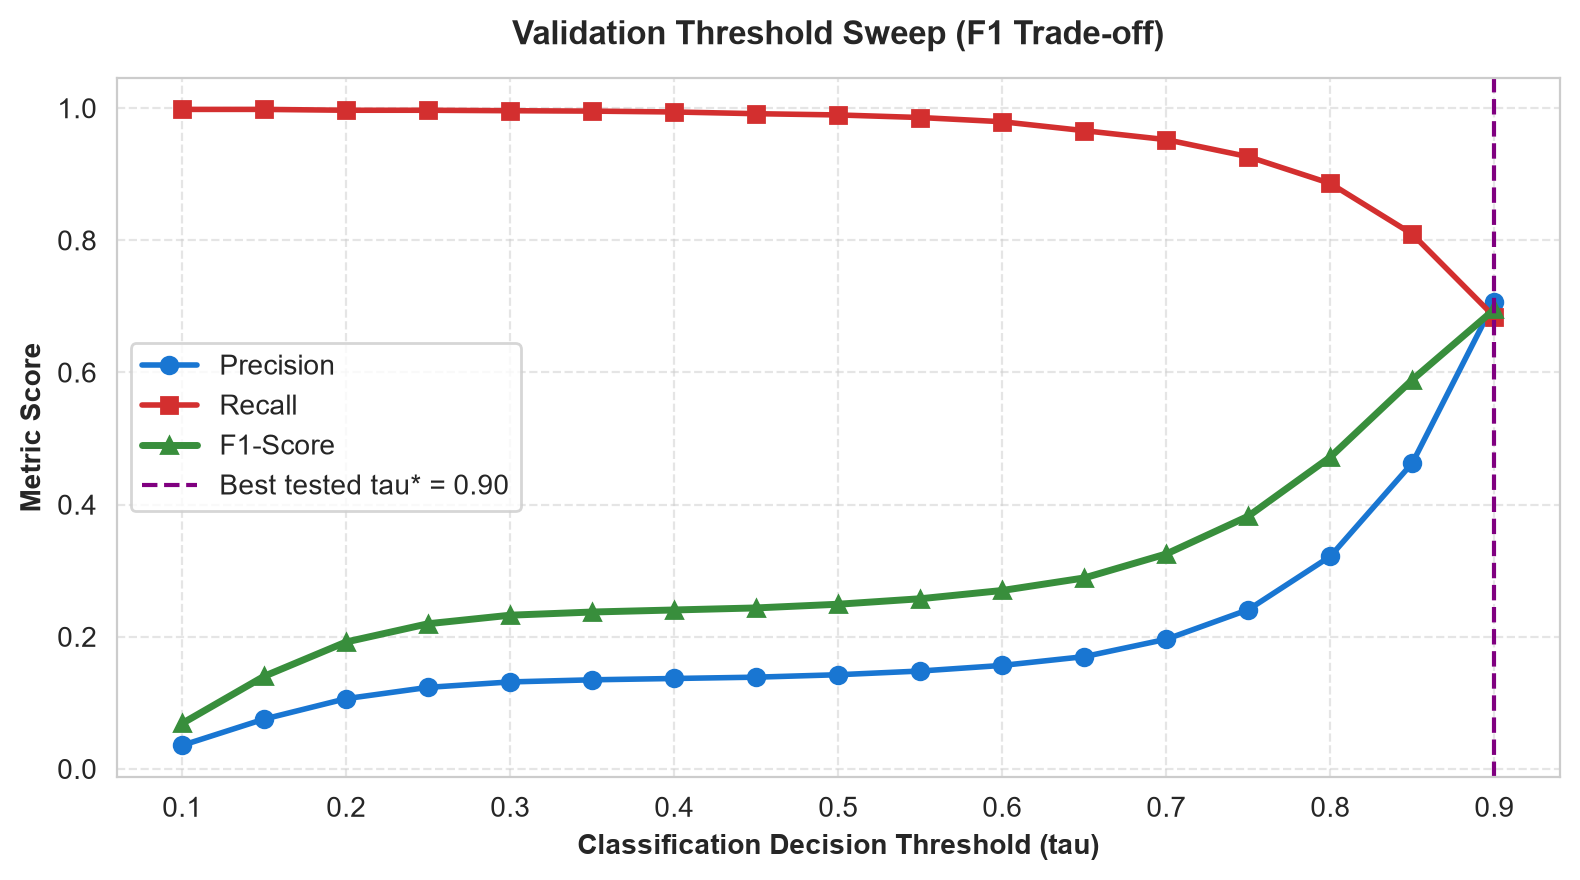 Validation Threshold Sweep (F1 Trade-off)
Metric Score
1.0
0.8
0.6
0.4
0.2
0.0
Precision
Recall
F1-Score
Best tested tau* = 0.90
0.1 0.2 0.3 0.4 0.5 0.6 0.7 0.8 0.9
Classification Decision Threshold (tau)